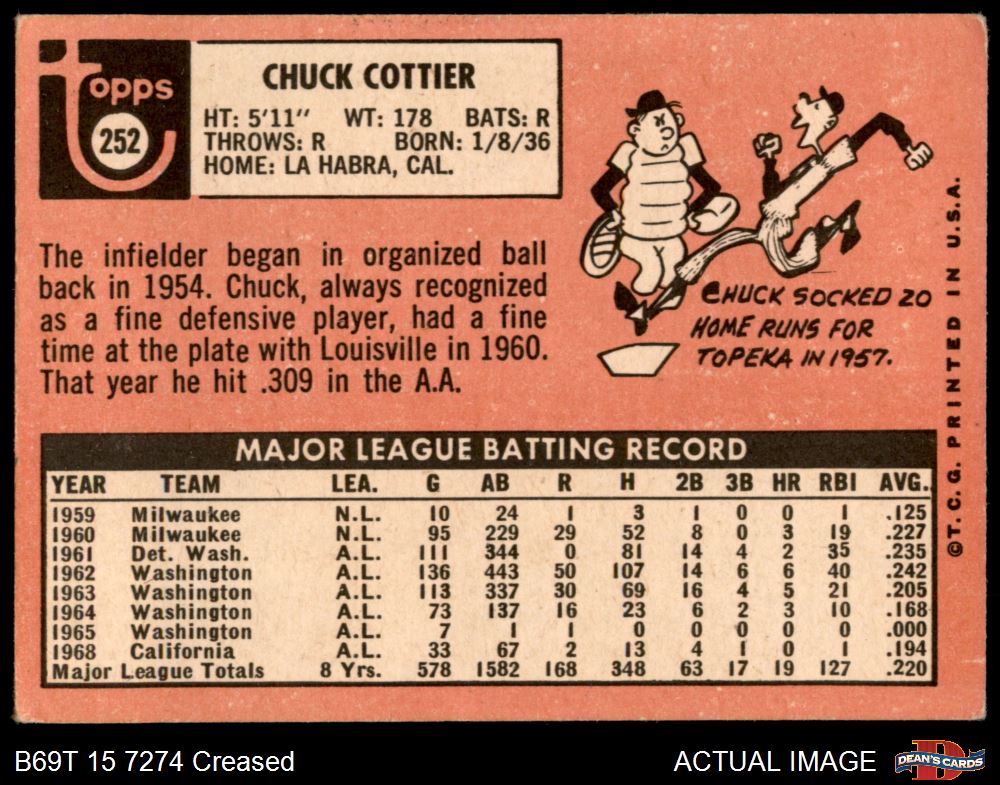 Topps
252
CHUCK COTTIER
HT: 5'11" WT: 178 BATS: R
THROWS: R BORN: 1/8/36
HOME: LA HABRA, CAL.
The infielder began in organized ball
back in 1954. Chuck, always recognized
as a fine defensive player, had a fine
time at the plate with Louisville in 1960.
That year he hit .309 in the A.A.
CHUCK SOCKED 20
HOME RUNS FOR
TOPEKA IN 1957.
©T.C.G. PRINTED IN U.S.A.
MAJOR LEAGUE BATTING RECORD
YEAR TEAM LEA. G AB R H 2B 3B HR RBI AVG.
1959 Milwaukee N.L. 10 24 1 3 1 0 0 1 .125
1960 Milwaukee N.L. 95 229 29 52 8 0 3 19 .227
1961 Det. Wash. A.L. 111 344 0 81 14 4 2 35 .235
1962 Washington A.L. 136 443 50 107 14 6 6 40 .242
1963 Washington A.L. 113 337 30 69 16 4 5 21 .205
1964 Washington A.L. 73 137 16 23 6 2 3 10 .168
1965 Washington A.L. 7 1 1 0 0 0 0 0 .000
1968 California A.L. 33 67 2 13 4 1 0 1 .194
Major League Totals 8 Yrs. 578 1582 168 348 63 17 19 127 .220
B69T 15 7274 Creased
ACTUAL IMAGE
D
DEAN'S CARDS